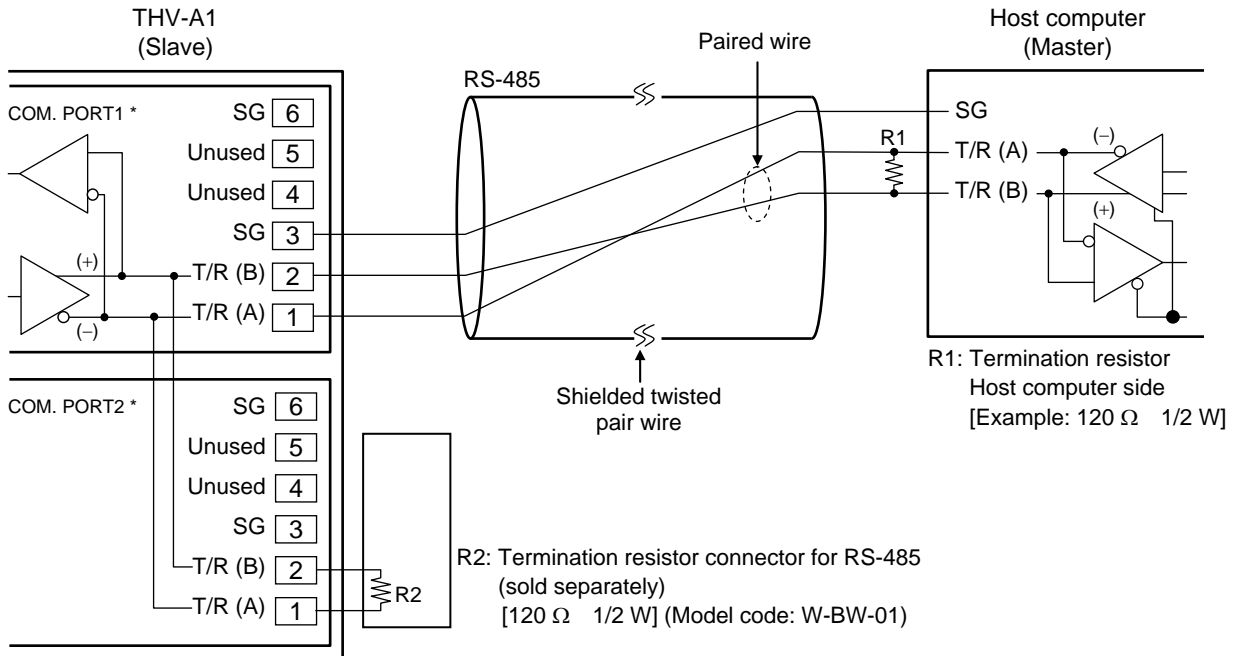 THV-A1
(Slave)
Host computer
(Master)
Paired wire
RS-485
COM. PORT1 *
SG 6
Unused 5
Unused 4
SG 3
(+)
T/R (B) 2
T/R (A) 1
(−)
SG
R1
T/R (A)
(−)
T/R (B)
(+)
Shielded twisted
pair wire
R1: Termination resistor
Host computer side
[Example: 120 Ω 1/2 W]
COM. PORT2 *
SG 6
Unused 5
Unused 4
SG 3
T/R (B) 2
T/R (A) 1
R2
R2: Termination resistor connector for RS-485
(sold separately)
[120 Ω 1/2 W] (Model code: W-BW-01)